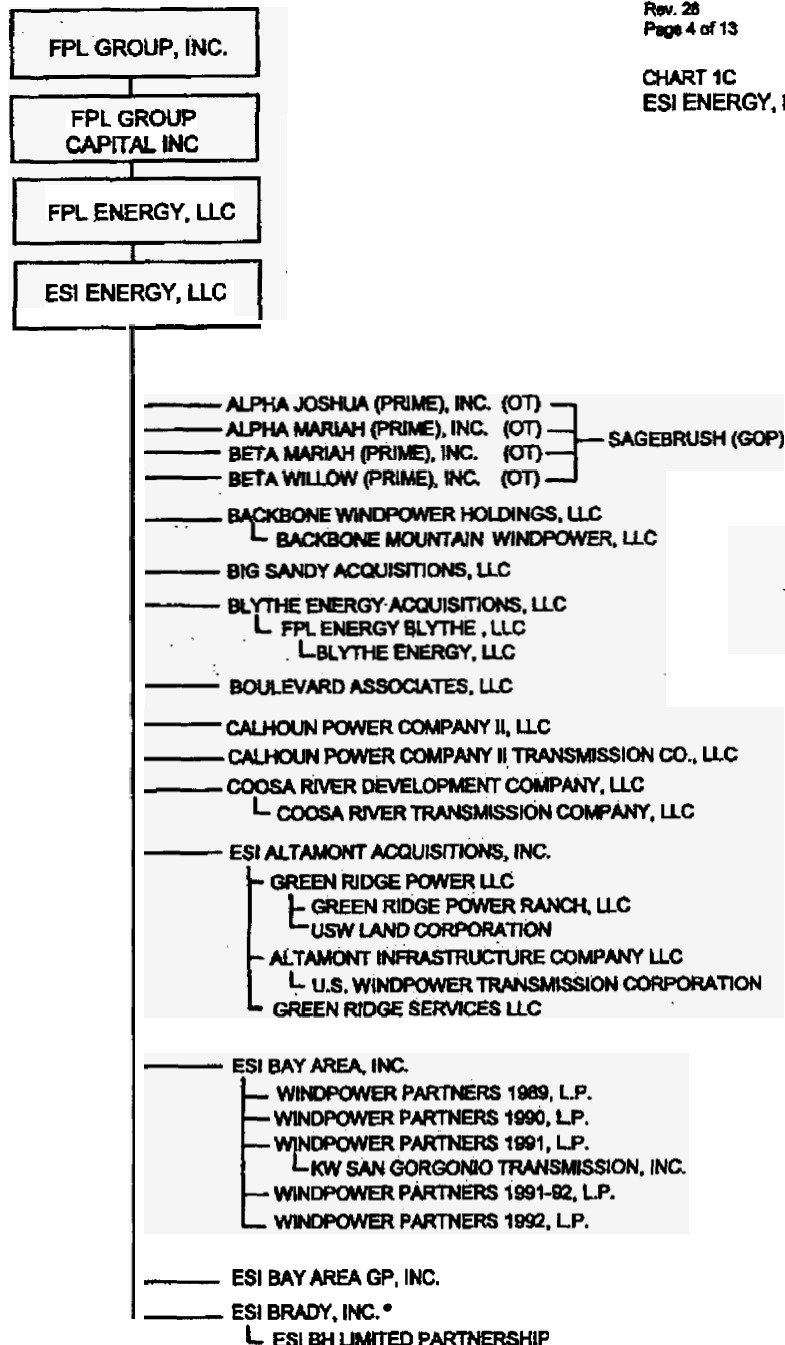 Rev. 26
Page 4 of 13
CHART 1C
ESI ENERGY,
FPL GROUP, INC.
FPL GROUP
CAPITAL INC
FPL ENERGY, LLC
ESI ENERGY, LLC
ALPHA JOSHUA (PRIME), INC. (OT)
ALPHA MARIAH (PRIME), INC. (OT)
BETA MARIAH (PRIME), INC. (OT)
BETA WILLOW (PRIME), INC. (OT)
SAGEBRUSH (GOP)
BACKBONE WINDPOWER HOLDINGS, LLC
BACKBONE MOUNTAIN WINDPOWER, LLC
BIG SANDY ACQUISITIONS, LLC
BLYTHE ENERGY ACQUISITIONS, LLC
FPL ENERGY BLYTHE , LLC
BLYTHE ENERGY, LLC
BOULEVARD ASSOCIATES, LLC
CALHOUN POWER COMPANY II, LLC
CALHOUN POWER COMPANY II TRANSMISSION CO., LLC
COOSA RIVER DEVELOPMENT COMPANY, LLC
COOSA RIVER TRANSMISSION COMPANY, LLC
ESI ALTAMONT ACQUISITIONS, INC.
GREEN RIDGE POWER LLC
GREEN RIDGE POWER RANCH, LLC
USW LAND CORPORATION
ALTAMONT INFRASTRUCTURE COMPANY LLC
U.S. WINDPOWER TRANSMISSION CORPORATION
GREEN RIDGE SERVICES LLC
ESI BAY AREA, INC.
WINDPOWER PARTNERS 1989, L.P.
WINDPOWER PARTNERS 1990, L.P.
WINDPOWER PARTNERS 1991, L.P.
KW SAN GORGONIO TRANSMISSION, INC.
WINDPOWER PARTNERS 1991-92, L.P.
WINDPOWER PARTNERS 1992, L.P.
ESI BAY AREA GP, INC.
ESI BRADY, INC.*
ESI BH LIMITED PARTNERSHIP